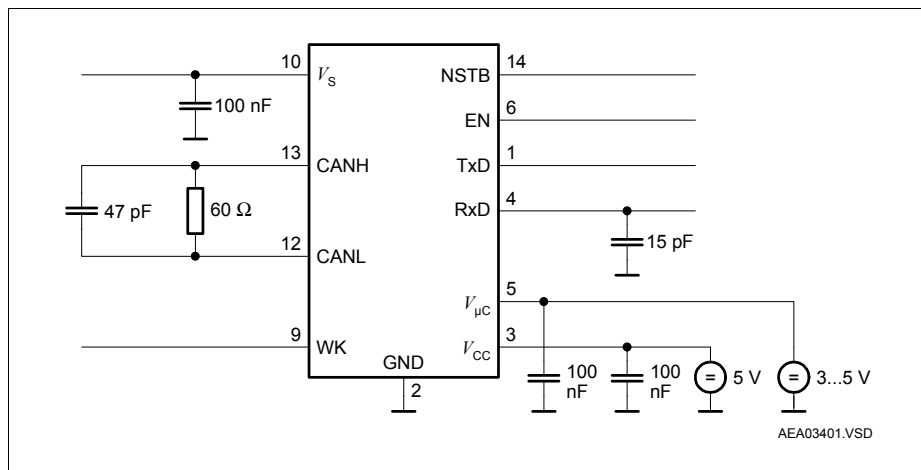 10
V_S
NSTB
14
100 nF
EN
6
13
CANH
TxD
1
47 pF
60 Ω
RxD
4
15 pF
12
CANL
V_µC
5
9
WK
V_CC
3
GND
2
100
nF
100
nF
5 V
3...5 V
AEA03401.VSD